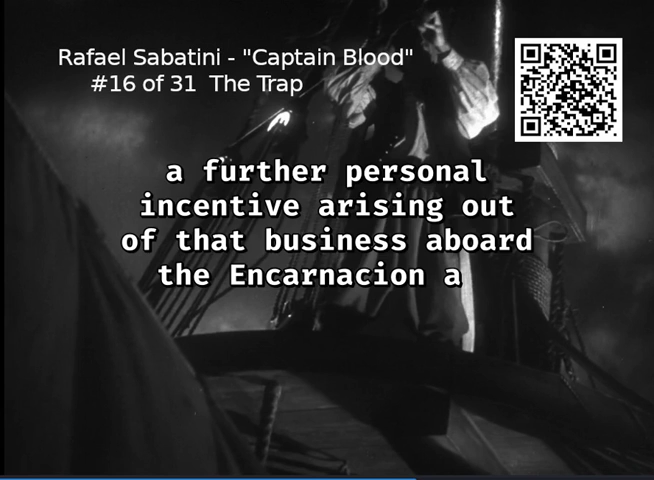 Rafael Sabatini - "Captain Blood"
#16 of 31 The Trap
a further personal
incentive arising out
of that business aboard
the Encarnacion a